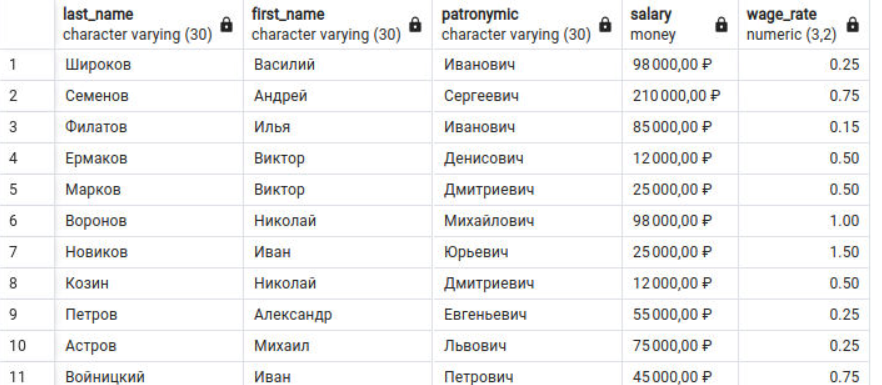 last_name first_name patronymic salary wage_rate
character varying (30) character varying (30) character varying (30) money numeric (3,2)
1 Широков Василий Иванович 98 000,00 ₽ 0.25
2 Семенов Андрей Сергеевич 210 000,00 ₽ 0.75
3 Филатов Илья Иванович 85 000,00 ₽ 0.15
4 Ермаков Виктор Денисович 12 000,00 ₽ 0.50
5 Марков Виктор Дмитриевич 25 000,00 ₽ 0.50
6 Воронов Николай Михайлович 98 000,00 ₽ 1.00
7 Новиков Иван Юрьевич 25 000,00 ₽ 1.50
8 Козин Николай Дмитриевич 12 000,00 ₽ 0.50
9 Петров Александр Евгеньевич 55 000,00 ₽ 0.25
10 Астров Михаил Львович 75 000,00 ₽ 0.25
11 Войницкий Иван Петрович 45 000,00 ₽ 0.75